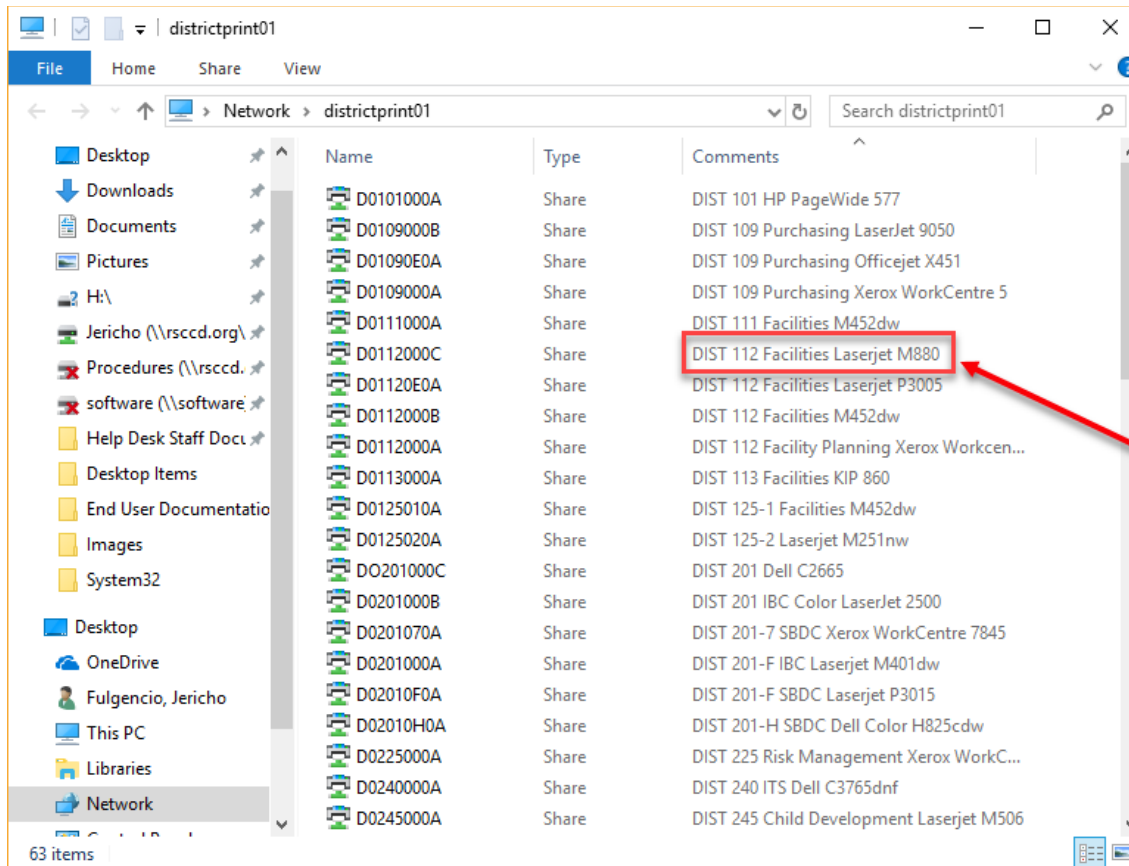 districtprint01
File Home Share View
Network > districtprint01 Search districtprint01
Desktop
Downloads
Documents
Pictures
H:\
Jericho (\\rsccd.org\
Procedures (\\rsccd.
software (\\software
Help Desk Staff Docu
Desktop Items
End User Documentatio
Images
System32
Desktop
OneDrive
Fulgencio, Jericho
This PC
Libraries
Network
Name Type Comments
D0101000A Share DIST 101 HP PageWide 577
D0109000B Share DIST 109 Purchasing LaserJet 9050
D01090E0A Share DIST 109 Purchasing Officejet X451
D0109000A Share DIST 109 Purchasing Xerox WorkCentre 5
D0111000A Share DIST 111 Facilities M452dw
D0112000C Share DIST 112 Facilities Laserjet M880
D01120E0A Share DIST 112 Facilities Laserjet P3005
D0112000B Share DIST 112 Facilities M452dw
D0112000A Share DIST 112 Facility Planning Xerox Workcen...
D0113000A Share DIST 113 Facilities KIP 860
D0125010A Share DIST 125-1 Facilities M452dw
D0125020A Share DIST 125-2 Laserjet M251nw
DO201000C Share DIST 201 Dell C2665
D0201000B Share DIST 201 IBC Color LaserJet 2500
D0201070A Share DIST 201-7 SBDC Xerox WorkCentre 7845
D0201000A Share DIST 201-F IBC Laserjet M401dw
D02010F0A Share DIST 201-F SBDC Laserjet P3015
D02010H0A Share DIST 201-H SBDC Dell Color H825cdw
D0225000A Share DIST 225 Risk Management Xerox WorkC...
D0240000A Share DIST 240 ITS Dell C3765dnf
D0245000A Share DIST 245 Child Development Laserjet M506
63 items